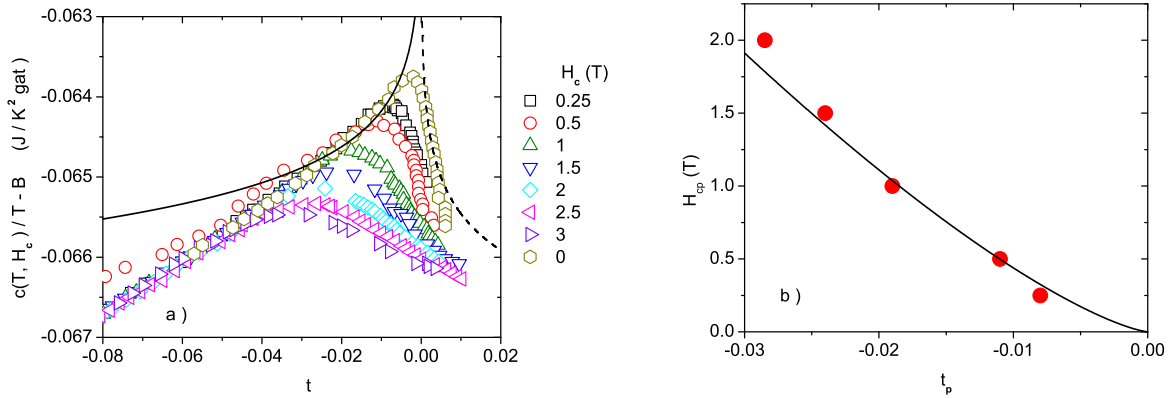 -0.063
-0.064
-0.065
-0.066
-0.067
c(T, H_c) / T - B (J / K² gat)
-0.08 -0.06 -0.04 -0.02 0.00 0.02
t
a )
H_c (T)
0.25
0.5
1
1.5
2
2.5
3
0
2.0
1.5
1.0
0.5
0.0
H_cp (T)
-0.03 -0.02 -0.01 0.00
t_p
b )